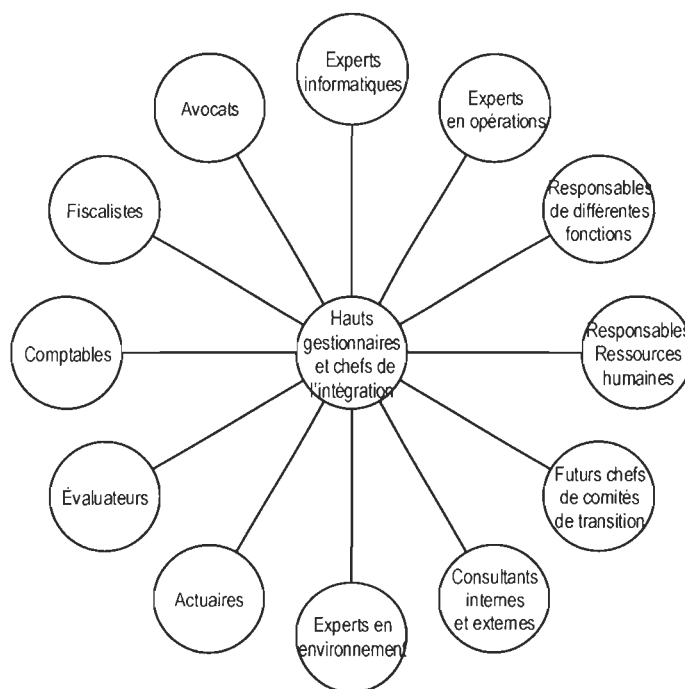 Experts
informatiques
Experts
en opérations
Responsables
de différentes
fonctions
Responsables
Ressources
humaines
Futurs chefs
de comités
de transition
Consultants
internes
et externes
Experts en
environnement
Actuaires
Évaluateurs
Comptables
Fiscalistes
Avocats
Hauts
gestionnaires
et chefs de
l'intégration